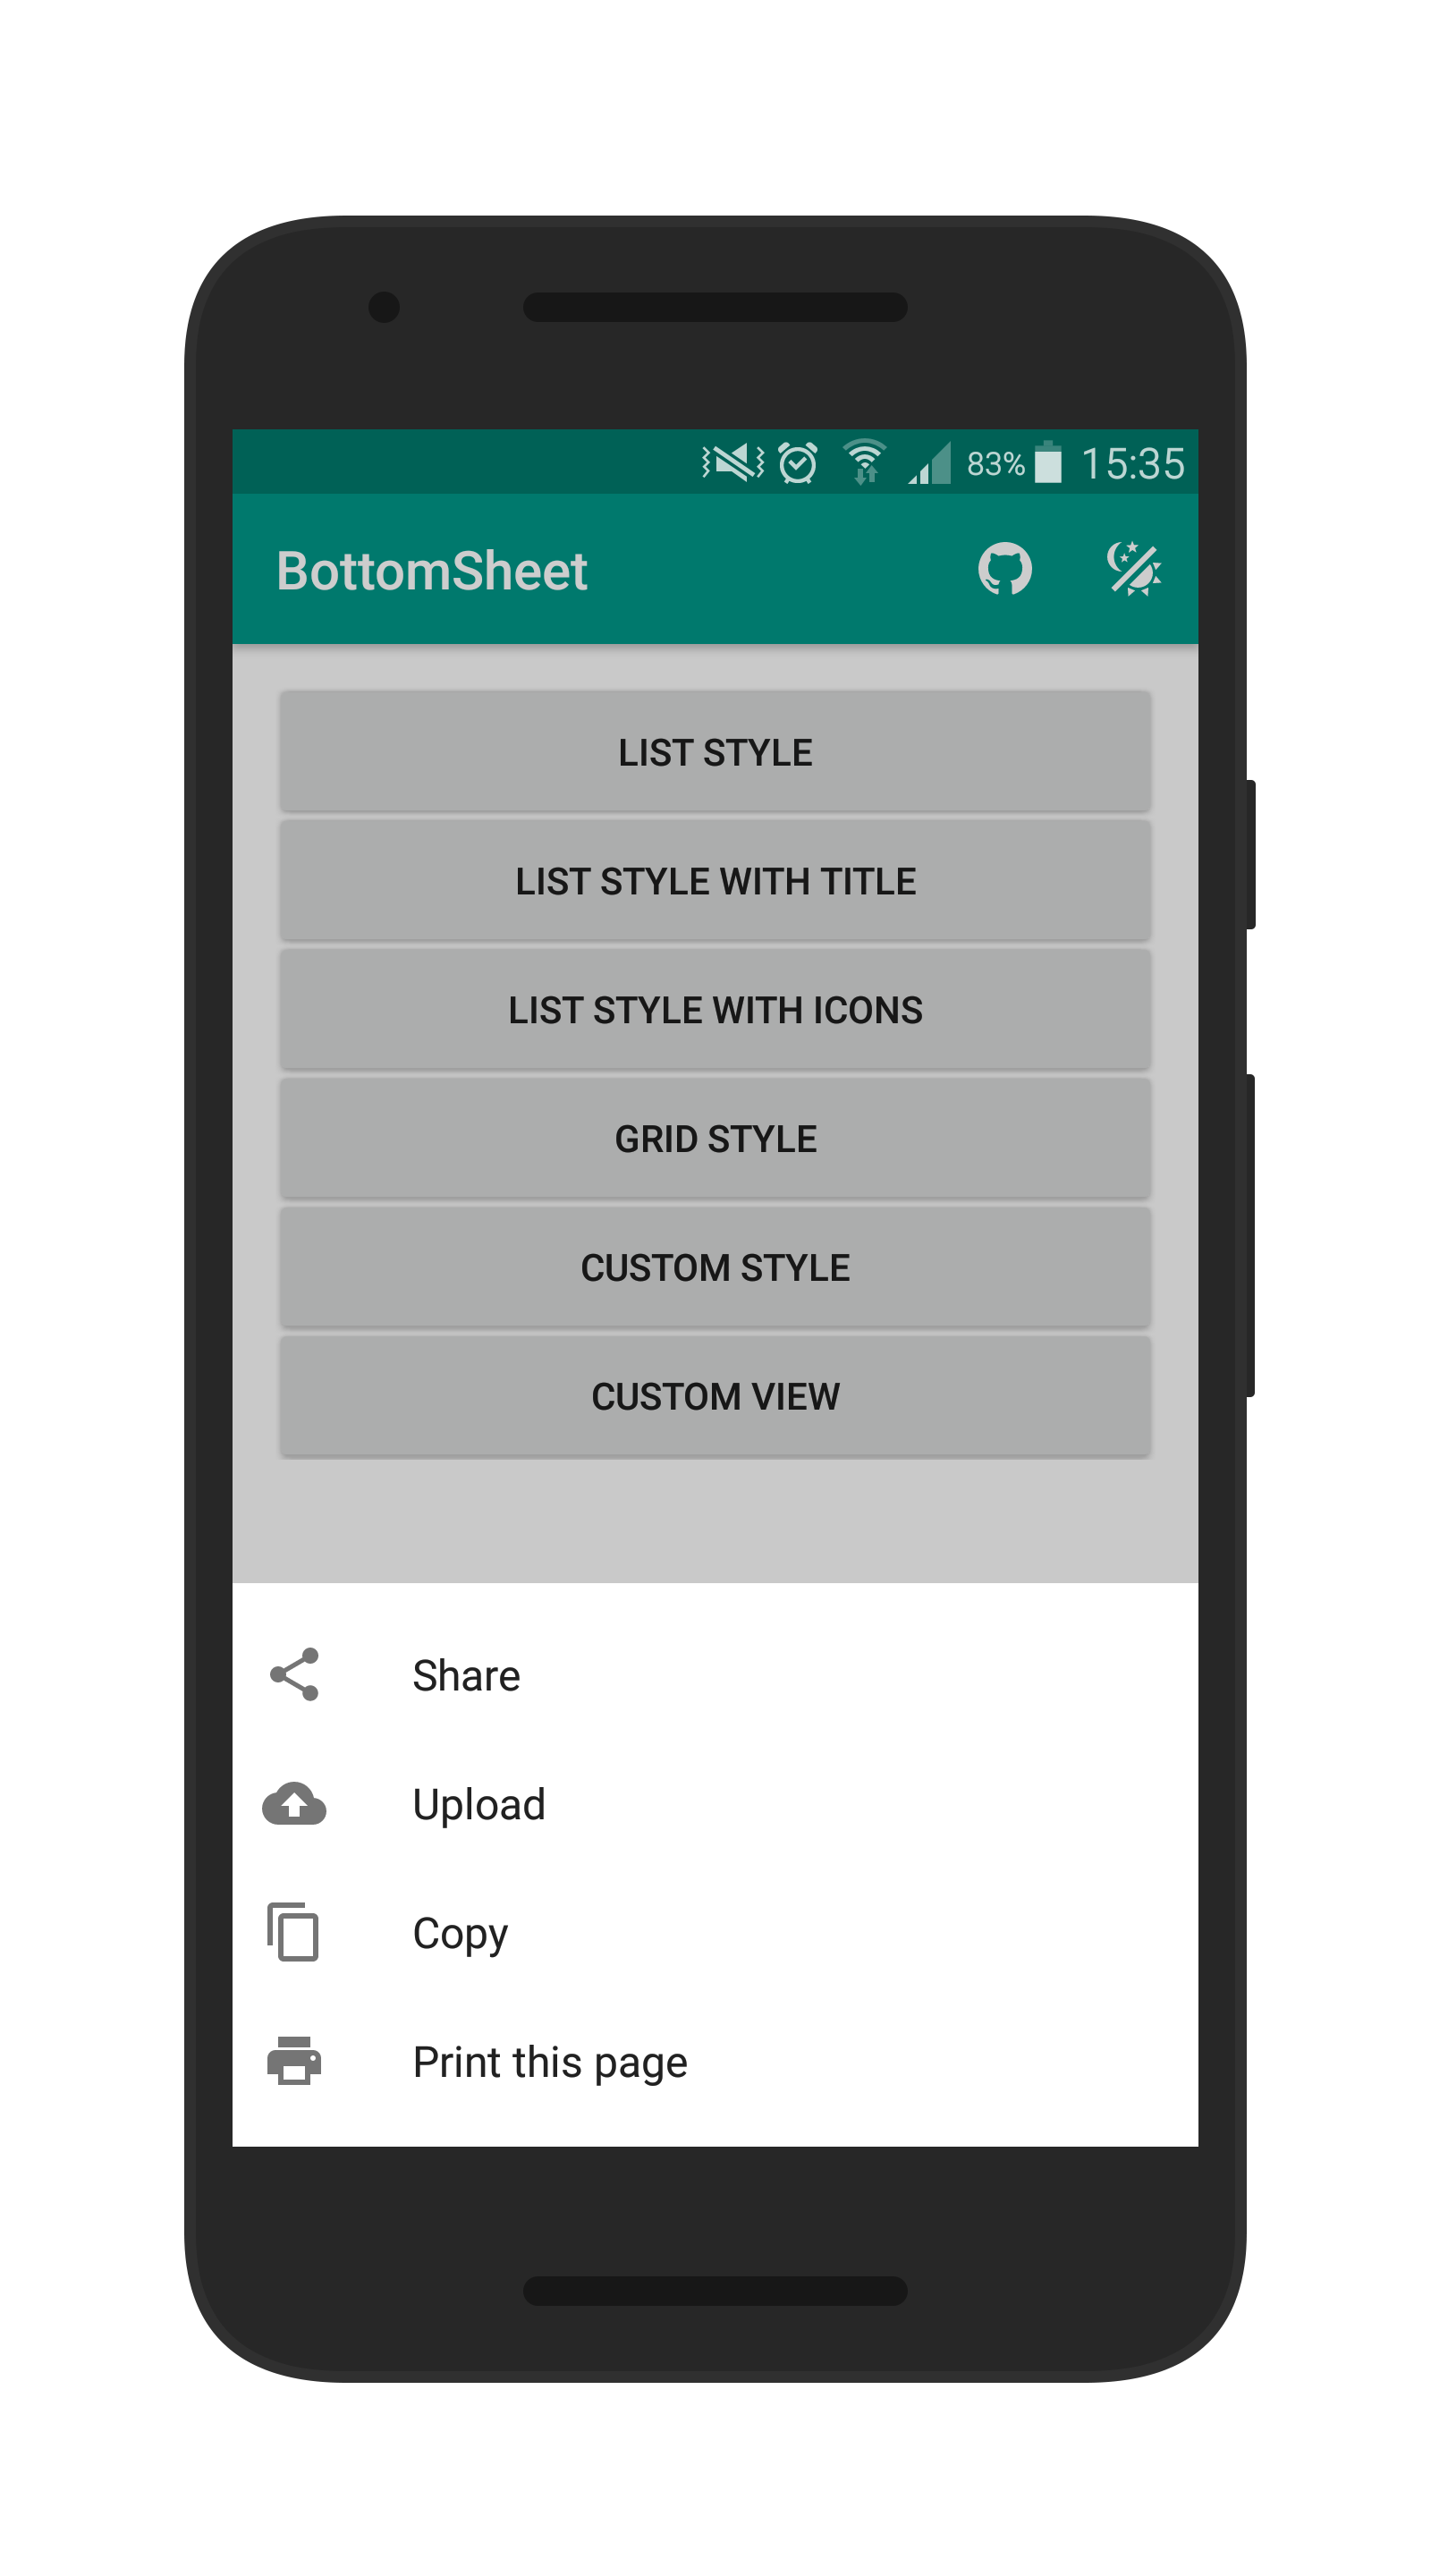 83% 15:35
BottomSheet
LIST STYLE
LIST STYLE WITH TITLE
LIST STYLE WITH ICONS
GRID STYLE
CUSTOM STYLE
CUSTOM VIEW
Share
Upload
Copy
Print this page